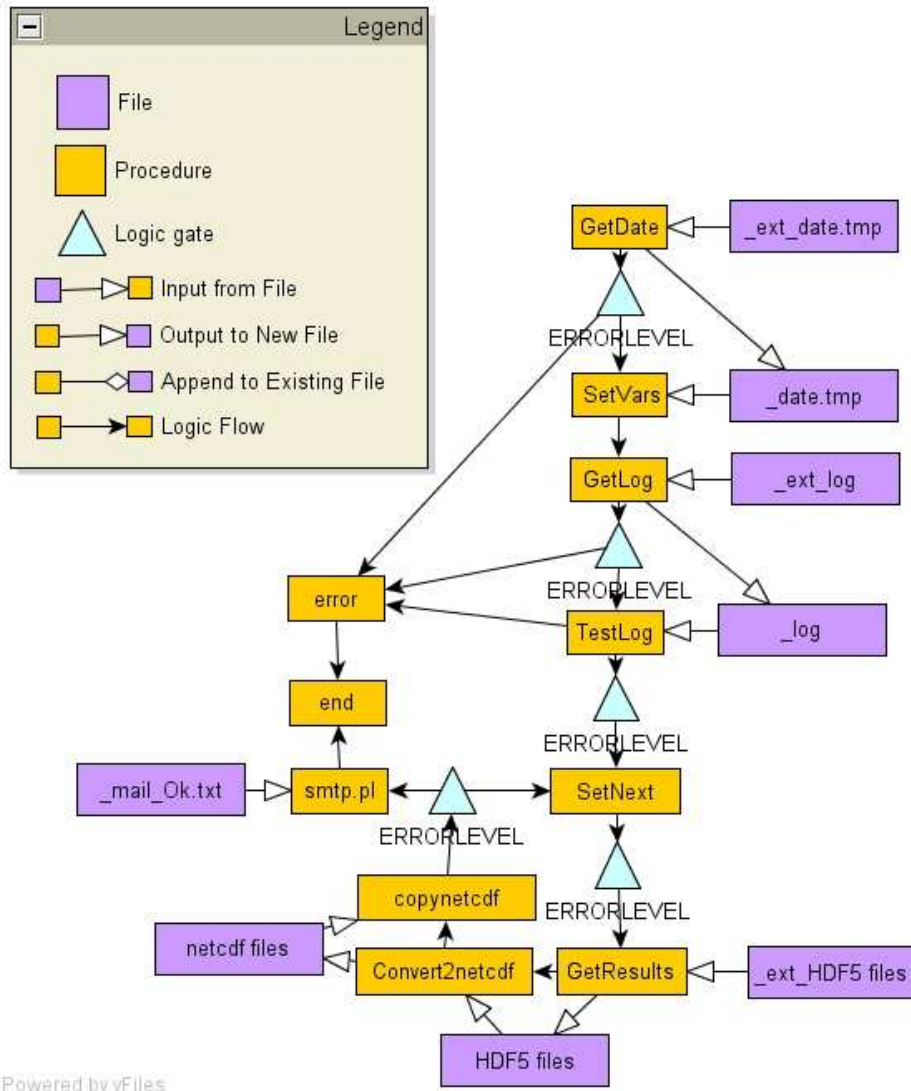 Legend
File
Procedure
Logic gate
Input from File
Output to New File
Append to Existing File
Logic Flow
GetDate
_ext_date.tmp
ERRORLEVEL
SetVars
_date.tmp
GetLog
_ext_log
ERRORLEVEL
error
TestLog
_log
end
ERRORLEVEL
_mail_Ok.txt
smtp.pl
SetNext
ERRORLEVEL
copynetcdf
ERRORLEVEL
netcdf files
Convert2netcdf
GetResults
_ext_HDF5 files
HDF5 files
Powered by yFiles